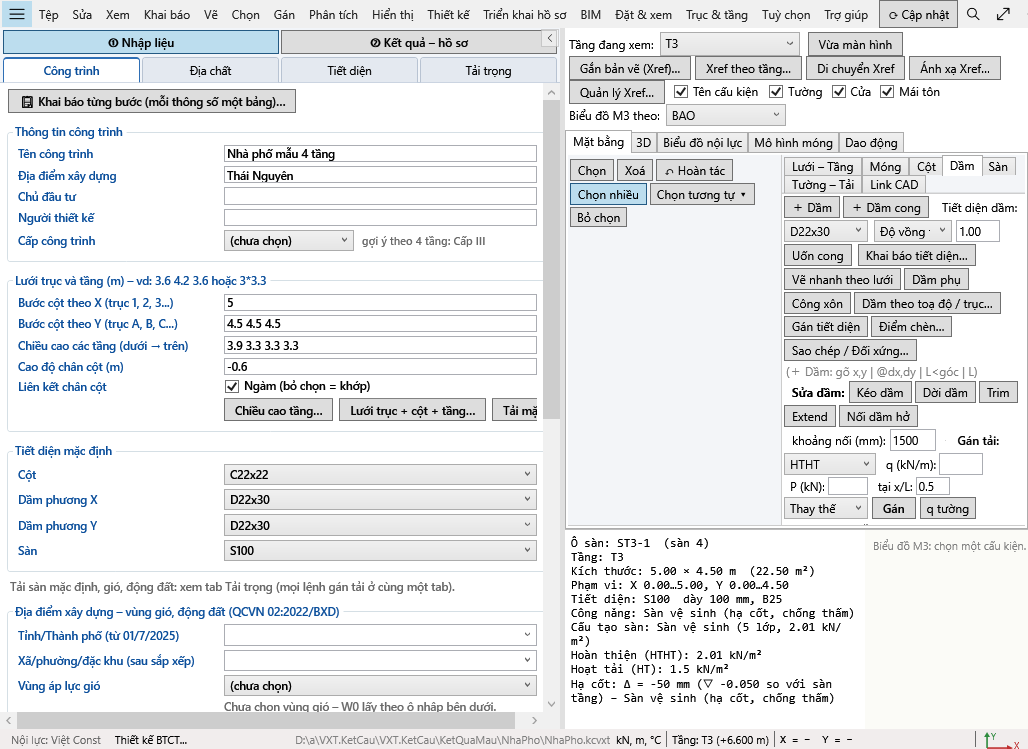 Tệp Sửa Xem Khai báo Vẽ Chọn Gán Phân tích Hiển thị Thiết kế Triển khai hồ sơ BIM Đặt & xem Trục & tầng Tuỳ chọn Trợ giúp ⟳ Cập nhật
① Nhập liệu
② Kết quả – hồ sơ
Công trình Địa chất Tiết diện Tải trọng
Khai báo từng bước (mỗi thông số một bảng)...
Thông tin công trình
Tên công trình Nhà phố mẫu 4 tầng
Địa điểm xây dựng Thái Nguyên
Chủ đầu tư
Người thiết kế
Cấp công trình (chưa chọn) gợi ý theo 4 tầng: Cấp III
Lưới trục và tầng (m) – vd: 3.6 4.2 3.6 hoặc 3*3.3
Bước cột theo X (trục 1, 2, 3...) 5
Bước cột theo Y (trục A, B, C...) 4.5 4.5 4.5
Chiều cao các tầng (dưới → trên) 3.9 3.3 3.3 3.3
Cao độ chân cột (m) -0.6
Liên kết chân cột Ngàm (bỏ chọn = khớp)
Chiều cao tầng... Lưới trục + cột + tầng... Tải mặ
Tiết diện mặc định
Cột C22x22
Dầm phương X D22x30
Dầm phương Y D22x30
Sàn S100
Tải sàn mặc định, gió, động đất: xem tab Tải trọng (mọi lệnh gán tải ở cùng một tab).
Địa điểm xây dựng – vùng gió, động đất (QCVN 02:2022/BXD)
Tỉnh/Thành phố (từ 01/7/2025)
Xã/phường/đặc khu (sau sắp xếp)
Vùng áp lực gió (chưa chọn)
Chưa chọn vùng gió – W0 lấy theo ô nhập bên dưới.
Tầng đang xem: T3 Vừa màn hình
Gắn bản vẽ (Xref)... Xref theo tầng... Di chuyển Xref Ánh xạ Xref...
Quản lý Xref... Tên cấu kiện Tường Cửa Mái tôn
Biểu đồ M3 theo: BAO
Mặt bằng 3D Biểu đồ nội lực Mô hình móng Dao động
Chọn Xoá ↶ Hoàn tác
Chọn nhiều Chọn tương tự ▾
Bỏ chọn
Lưới – Tầng Móng Cột Dầm Sàn
Tường – Tải Link CAD
+ Dầm + Dầm cong Tiết diện dầm:
D22x30 Độ vồng 1.00
Uốn cong Khai báo tiết diện...
Vẽ nhanh theo lưới Dầm phụ
Công xôn Dầm theo toạ độ / trục...
Gán tiết diện Điểm chèn...
Sao chép / Đối xứng...
(+ Dầm: gõ x,y | @dx,dy | L<góc | L)
Sửa dầm: Kéo dầm Dời dầm Trim
Extend Nối dầm hở
khoảng nối (mm): 1500 Gán tải:
HTHT q (kN/m):
P (kN): tại x/L: 0.5
Thay thế Gán q tường
Ô sàn: ST3-1 (sàn 4)
Tầng: T3
Kích thước: 5.00 × 4.50 m (22.50 m²)
Phạm vi: X 0.00…5.00, Y 0.00…4.50
Tiết diện: S100 dày 100 mm, B25
Công năng: Sàn vệ sinh (hạ cốt, chống thấm)
Cấu tạo sàn: Sàn vệ sinh (5 lớp, 2.01 kN/
m²)
Hoàn thiện (HTHT): 2.01 kN/m²
Hoạt tải (HT): 1.5 kN/m²
Hạ cốt: Δ = -50 mm (▽ -0.050 so với sàn
tầng) – Sàn vệ sinh (hạ cốt, chống thấm)
Biểu đồ M3: chọn một cấu kiện.
Nội lực: Việt Const Thiết kế BTCT... D:\a\VXT.KetCau\VXT.KetCau\KetQuaMau\NhaPho\NhaPho.kcvxt kN, m, °C Tầng: T3 (+6.600 m) X = – Y = –
Y
X